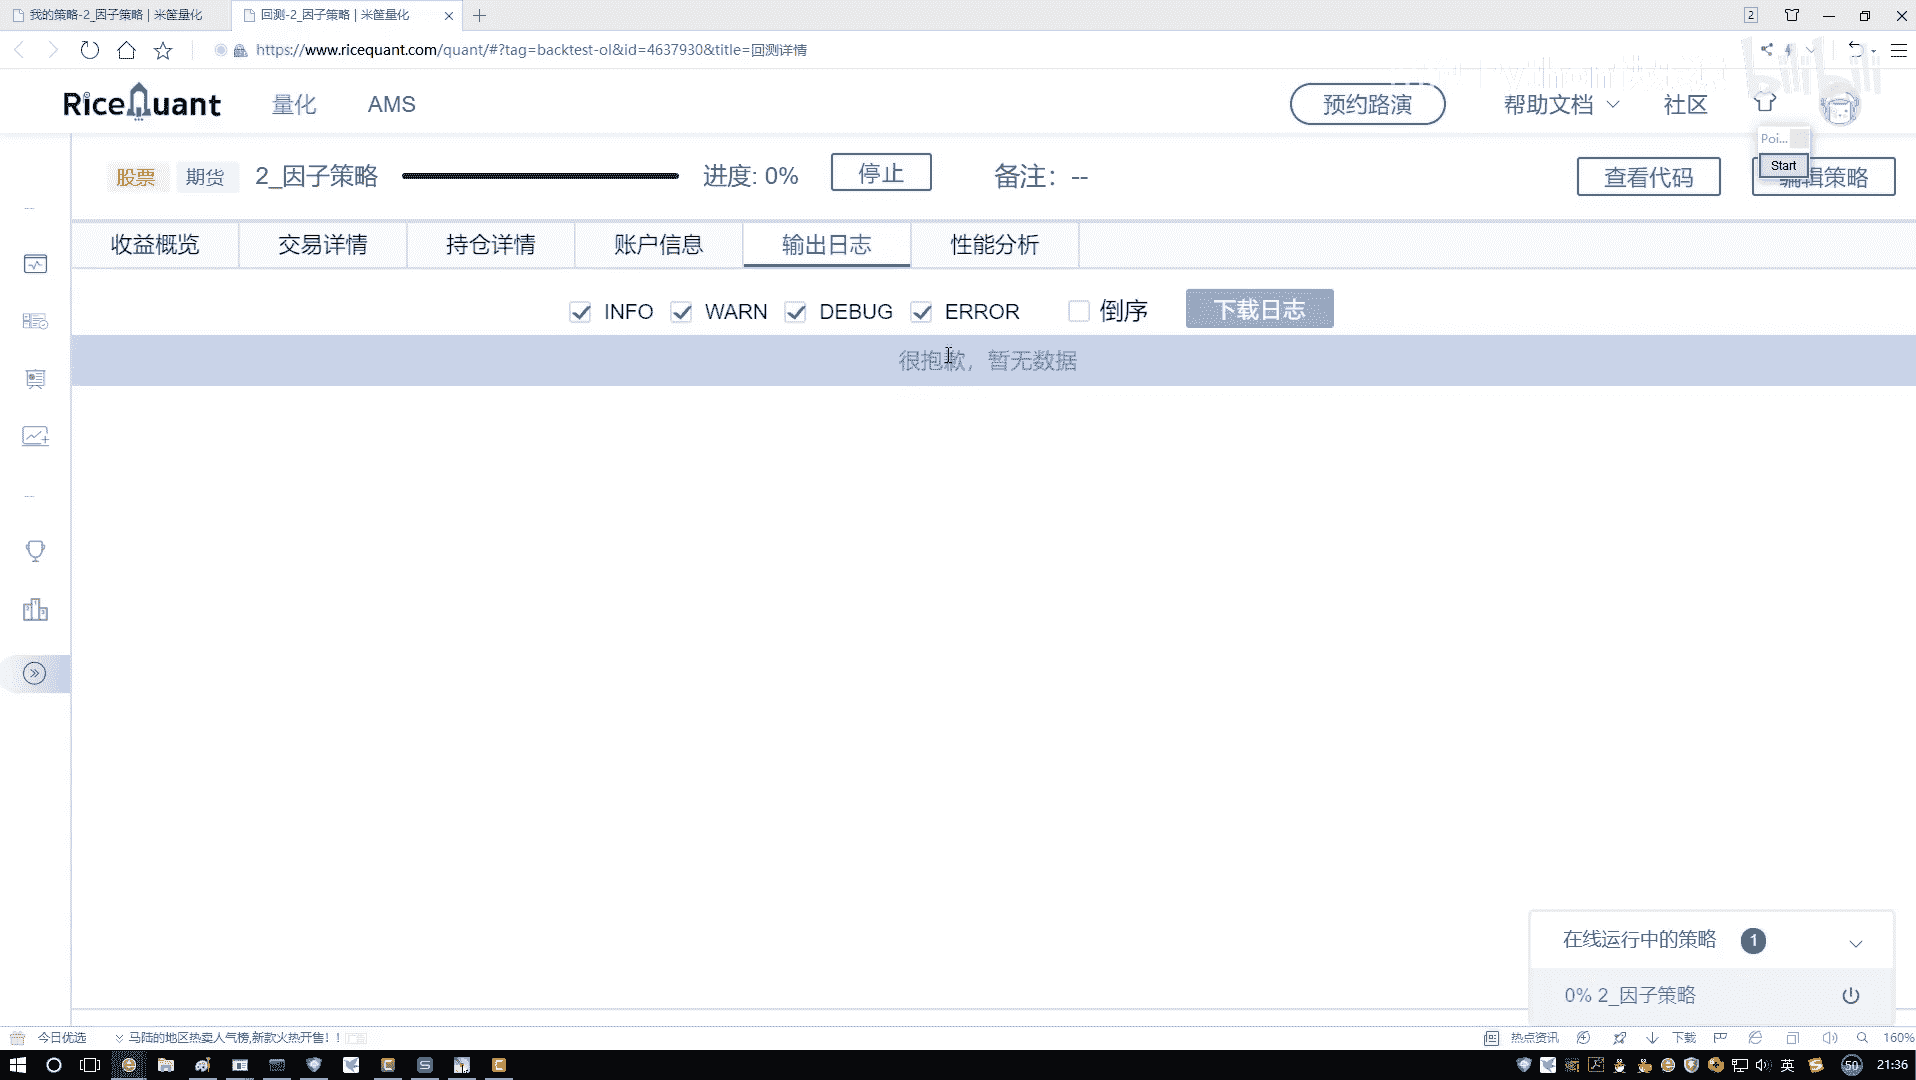 我的策略-2_因子策略 | 米筐量化
回测-2_因子策略 | 米筐量化
2
https://www.ricequant.com/quant/#?tag=backtest-ol&id=4637930&title=回测详情
bilibili
RiceQuant
量化
AMS
预约路演
帮助文档
社区
Poi...
Start
股票
期货
2_因子策略
进度: 0%
停止
备注：--
查看代码
编辑策略
收益概览
交易详情
持仓详情
账户信息
输出日志
性能分析
INFO
WARN
DEBUG
ERROR
倒序
下载日志
很抱歉，暂无数据
在线运行中的策略
1
0% 2_因子策略
今日优选
马陆的地区热卖人气榜,新款火热开售！！
热点资讯
下载
160%
英
50
21:36